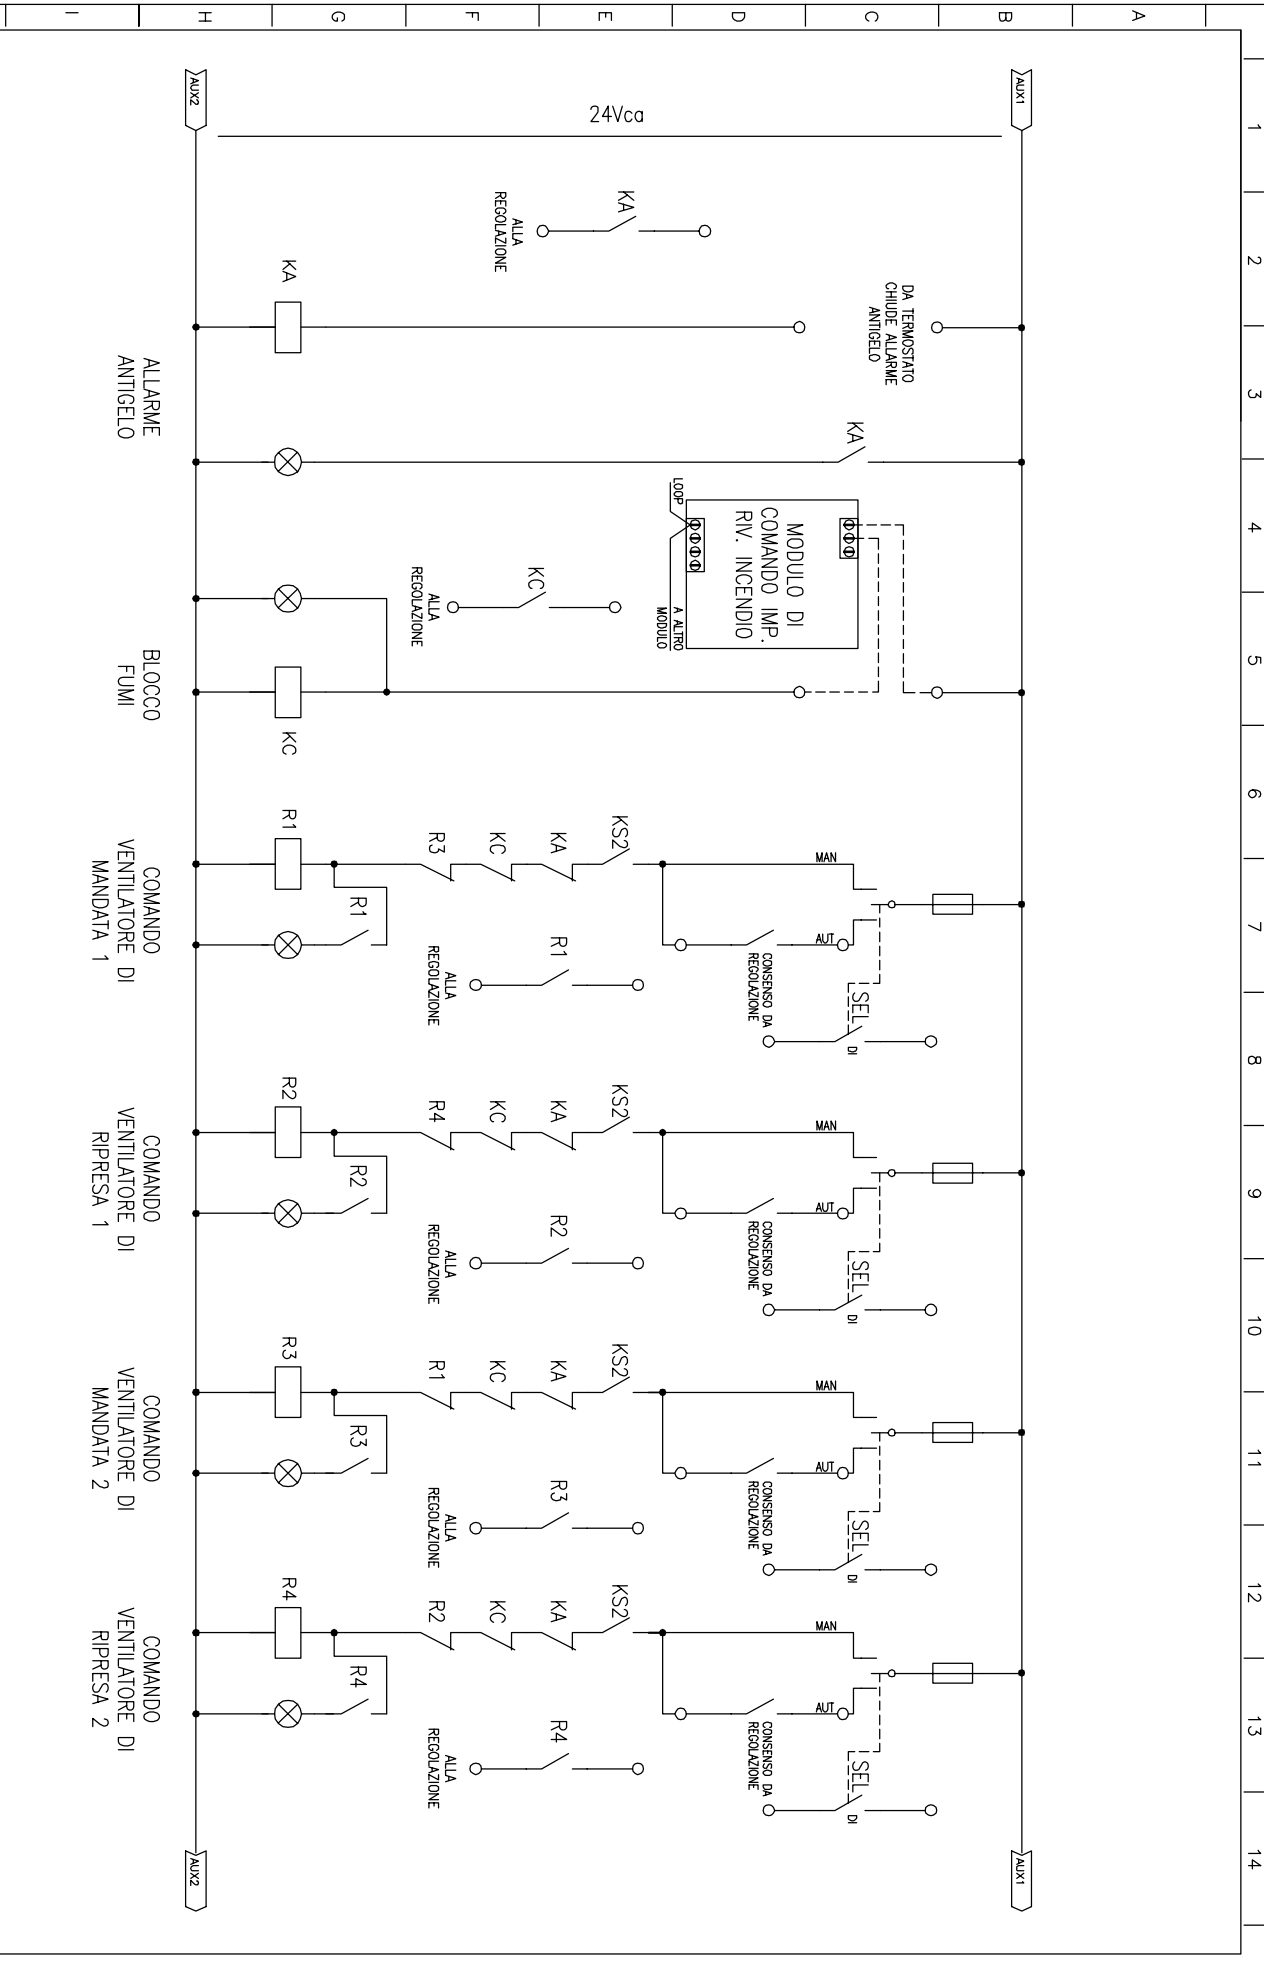 1
2
3
4
5
6
7
8
9
10
11
12
13
14
A
B
C
D
E
F
G
H
I
AUX1
AUX1
24Vca
AUX2
AUX2
KA
ALLA
REGOLAZIONE
DA TERMOSTATO
CHIUDE ALLARME
ANTIGELO
KA
KA
ALLARME
ANTIGELO
MODULO DI
COMANDO IMP.
RIV. INCENDIO
LOOP
A ALTRO
MODULO
KC
ALLA
REGOLAZIONE
KC
BLOCCO
FUMI
MAN
AUT
SEL
DI
CONSENSO DA
REGOLAZIONE
KS2
KA
KC
R3
R1
ALLA
REGOLAZIONE
R1
R1
COMANDO
VENTILATORE DI
MANDATA 1
MAN
AUT
SEL
DI
CONSENSO DA
REGOLAZIONE
KS2
KA
KC
R4
R2
ALLA
REGOLAZIONE
R2
R2
COMANDO
VENTILATORE DI
RIPRESA 1
MAN
AUT
SEL
DI
CONSENSO DA
REGOLAZIONE
KS2
KA
KC
R1
R3
ALLA
REGOLAZIONE
R3
R3
COMANDO
VENTILATORE DI
MANDATA 2
MAN
AUT
SEL
DI
CONSENSO DA
REGOLAZIONE
KS2
KA
KC
R2
R4
ALLA
REGOLAZIONE
R4
R4
COMANDO
VENTILATORE DI
RIPRESA 2